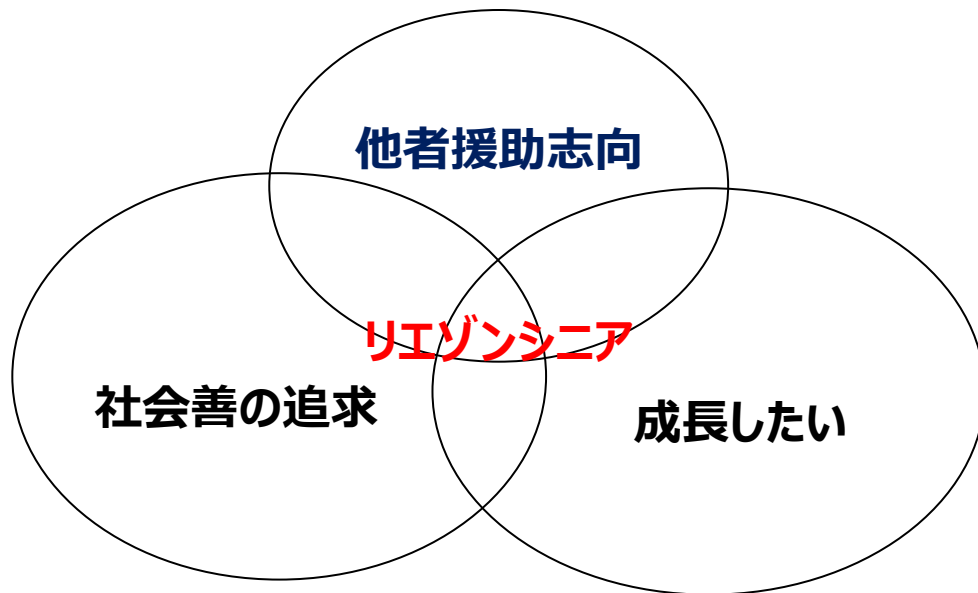 他者援助志向
リエゾンシニア
社会善の追求
成長したい